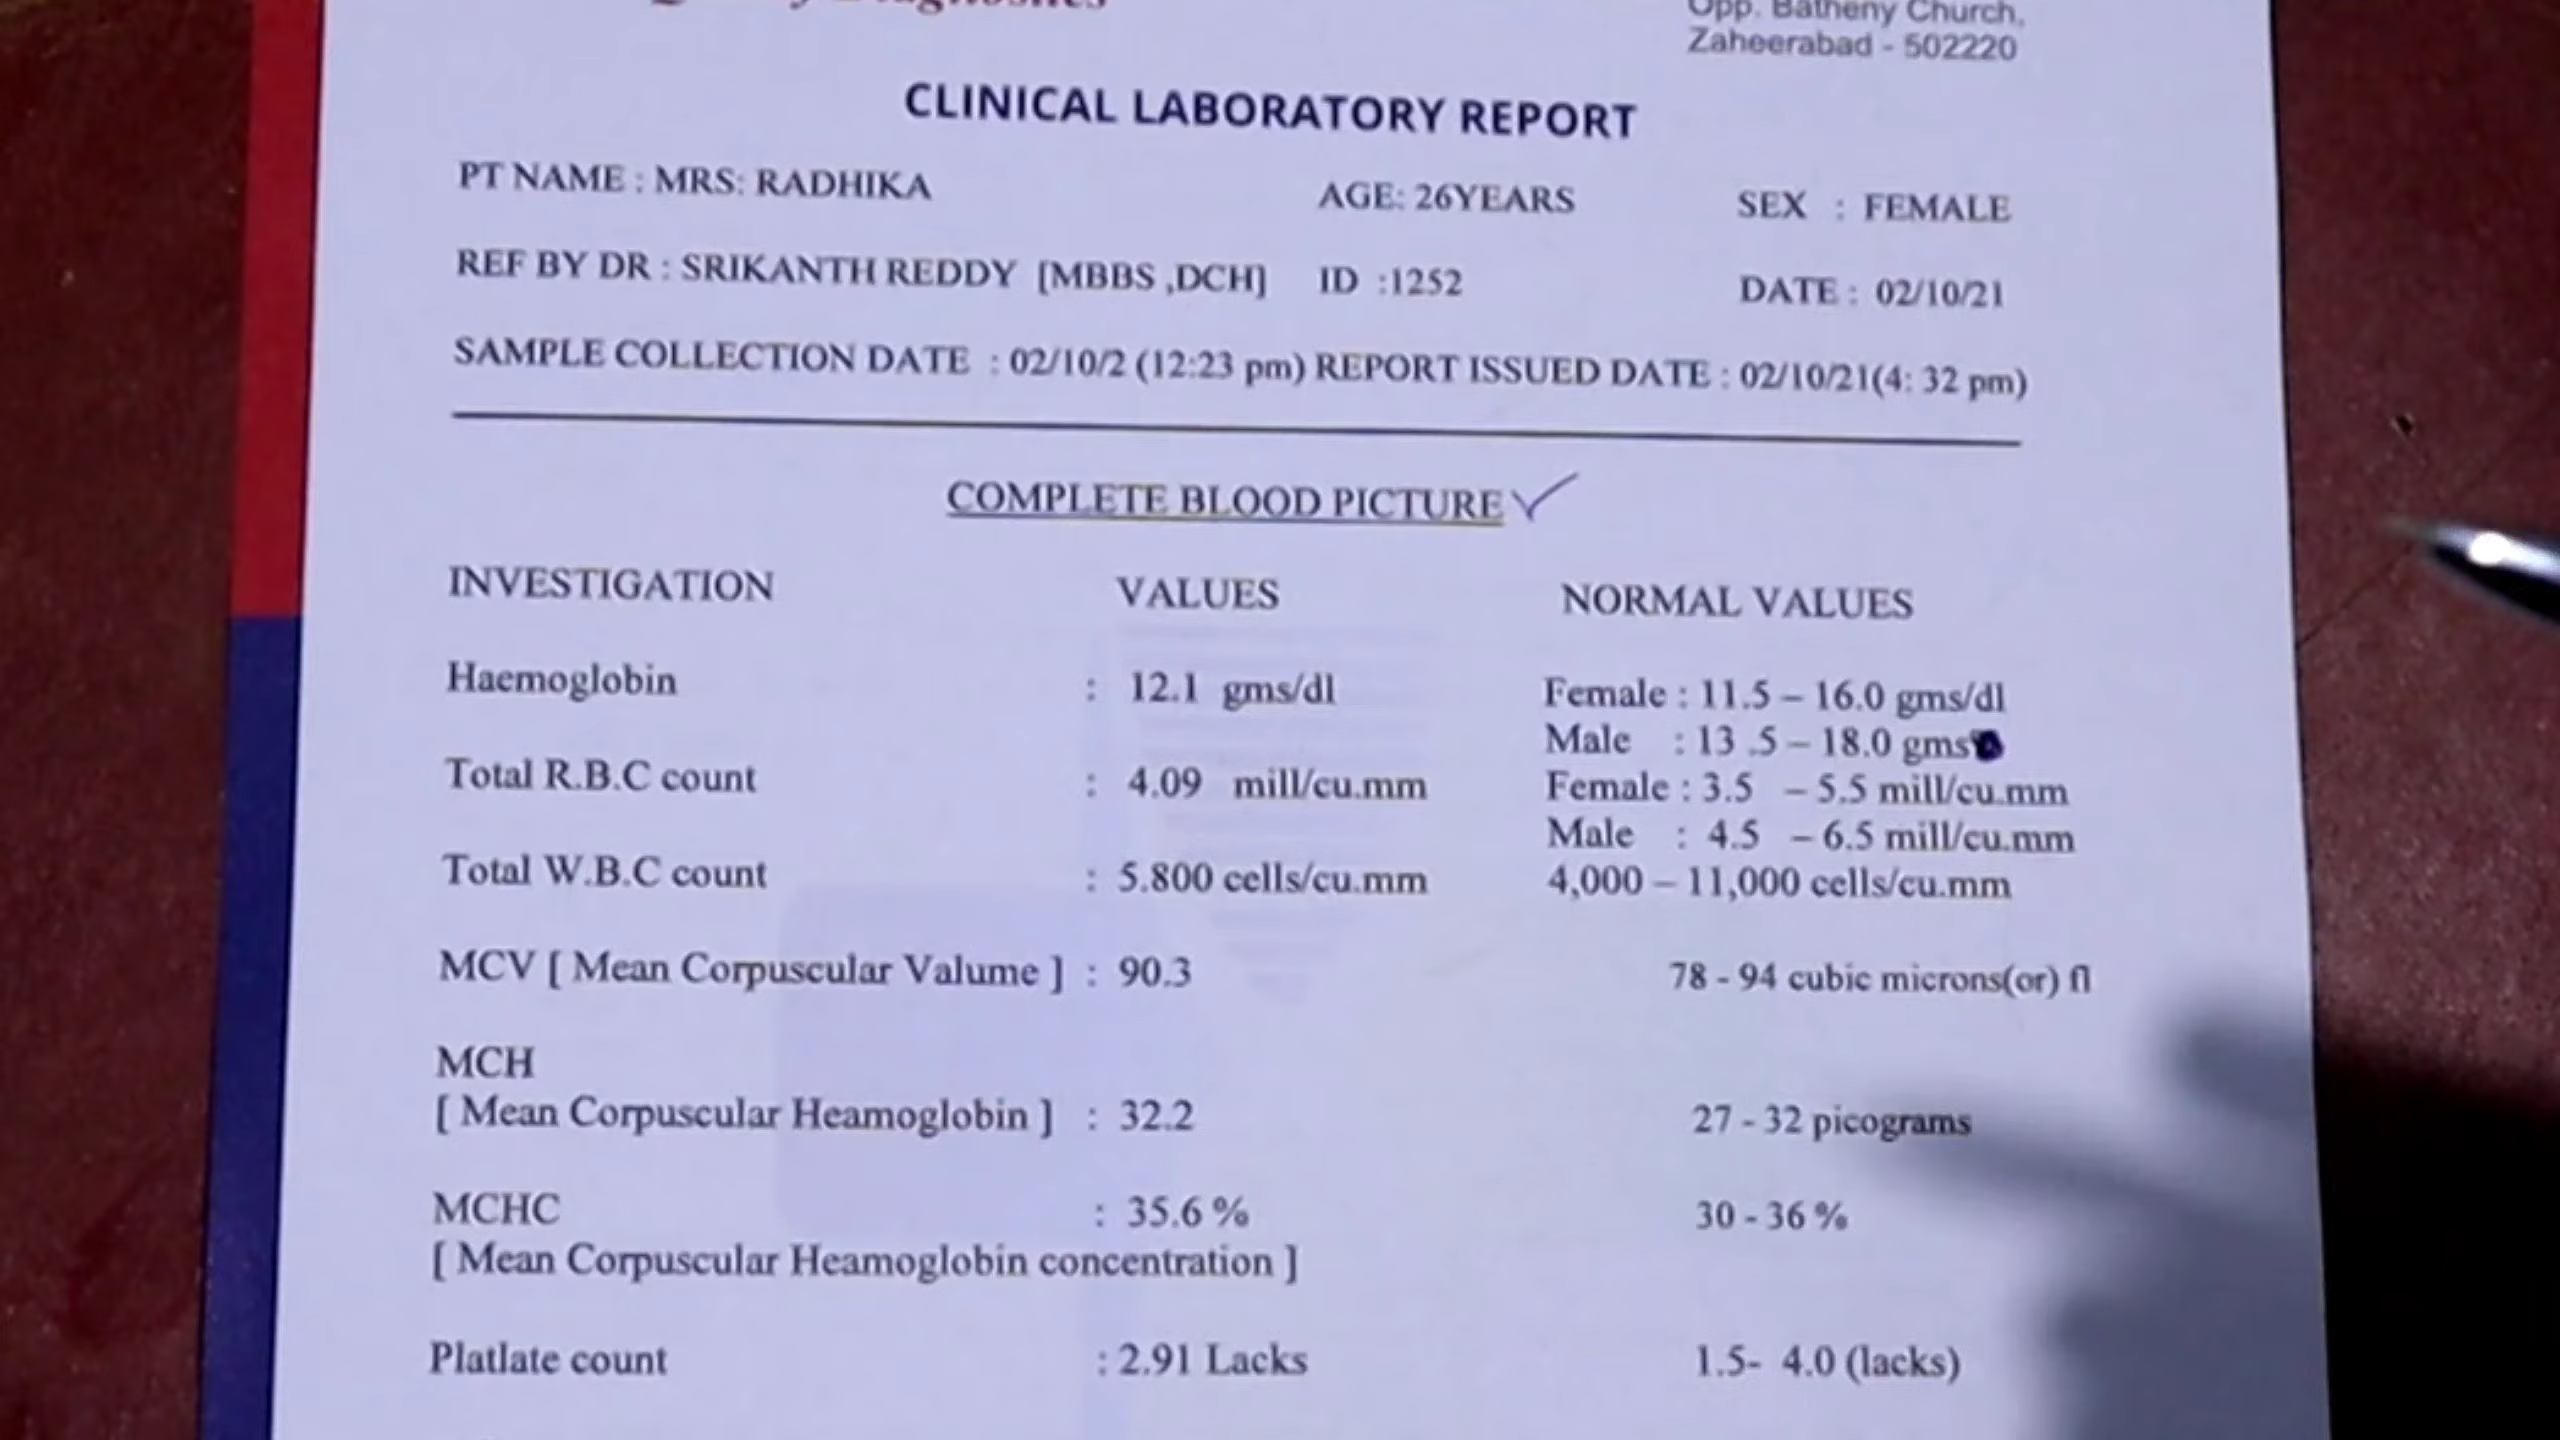 Diagnostics
Opp. Batheny Church,
Zaheerabad - 502220
CLINICAL LABORATORY REPORT
PT NAME : MRS: RADHIKA AGE: 26YEARS SEX : FEMALE
REF BY DR : SRIKANTH REDDY [MBBS ,DCH] ID :1252 DATE : 02/10/21
SAMPLE COLLECTION DATE : 02/10/2 (12:23 pm) REPORT ISSUED DATE : 02/10/21(4: 32 pm)
COMPLETE BLOOD PICTURE
INVESTIGATION VALUES NORMAL VALUES
Haemoglobin : 12.1 gms/dl Female : 11.5 – 16.0 gms/dl
Male : 13 .5 – 18.0 gms
Total R.B.C count : 4.09 mill/cu.mm Female : 3.5 – 5.5 mill/cu.mm
Male : 4.5 – 6.5 mill/cu.mm
Total W.B.C count : 5.800 cells/cu.mm 4,000 – 11,000 cells/cu.mm
MCV [ Mean Corpuscular Valume ] : 90.3 78 - 94 cubic microns(or) fl
MCH
[ Mean Corpuscular Heamoglobin ] : 32.2 27 - 32 picograms
MCHC : 35.6 % 30 - 36 %
[ Mean Corpuscular Heamoglobin concentration ]
Platlate count : 2.91 Lacks 1.5- 4.0 (lacks)